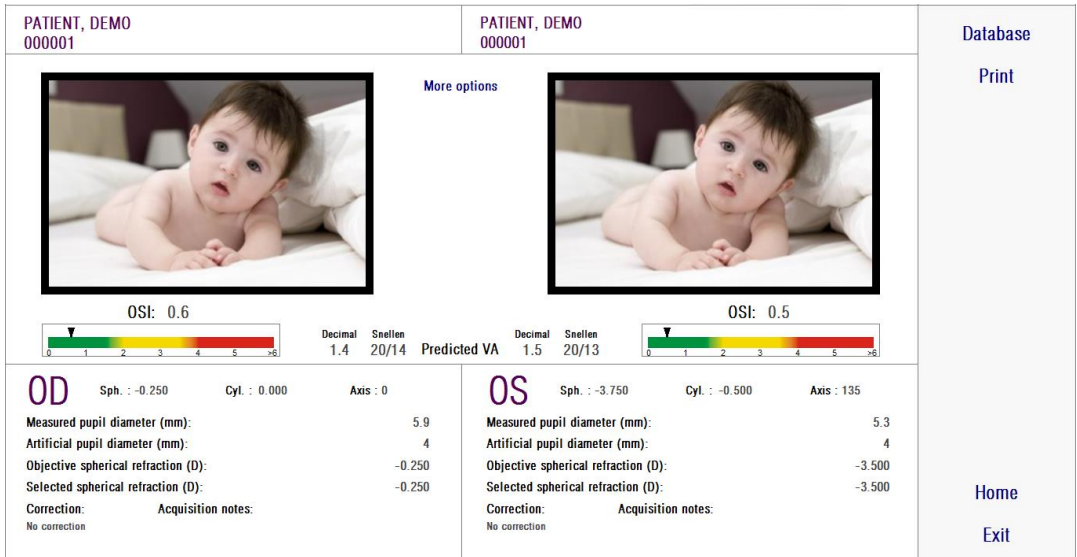 PATIENT, DEMO
000001
PATIENT, DEMO
000001
Database
Print
More options
OSI: 0.6
0 1 2 3 4 5 >6
Decimal Snellen
1.4 20/14
Predicted VA
Decimal Snellen
1.5 20/13
OSI: 0.5
0 1 2 3 4 5 >6
OD Sph. : -0.250 Cyl. : 0.000 Axis : 0
Measured pupil diameter (mm): 5.9
Artificial pupil diameter (mm): 4
Objective spherical refraction (D): -0.250
Selected spherical refraction (D): -0.250
Correction: Acquisition notes:
No correction
OS Sph. : -3.750 Cyl. : -0.500 Axis : 135
Measured pupil diameter (mm): 5.3
Artificial pupil diameter (mm): 4
Objective spherical refraction (D): -3.500
Selected spherical refraction (D): -3.500
Correction: Acquisition notes:
No correction
Home
Exit